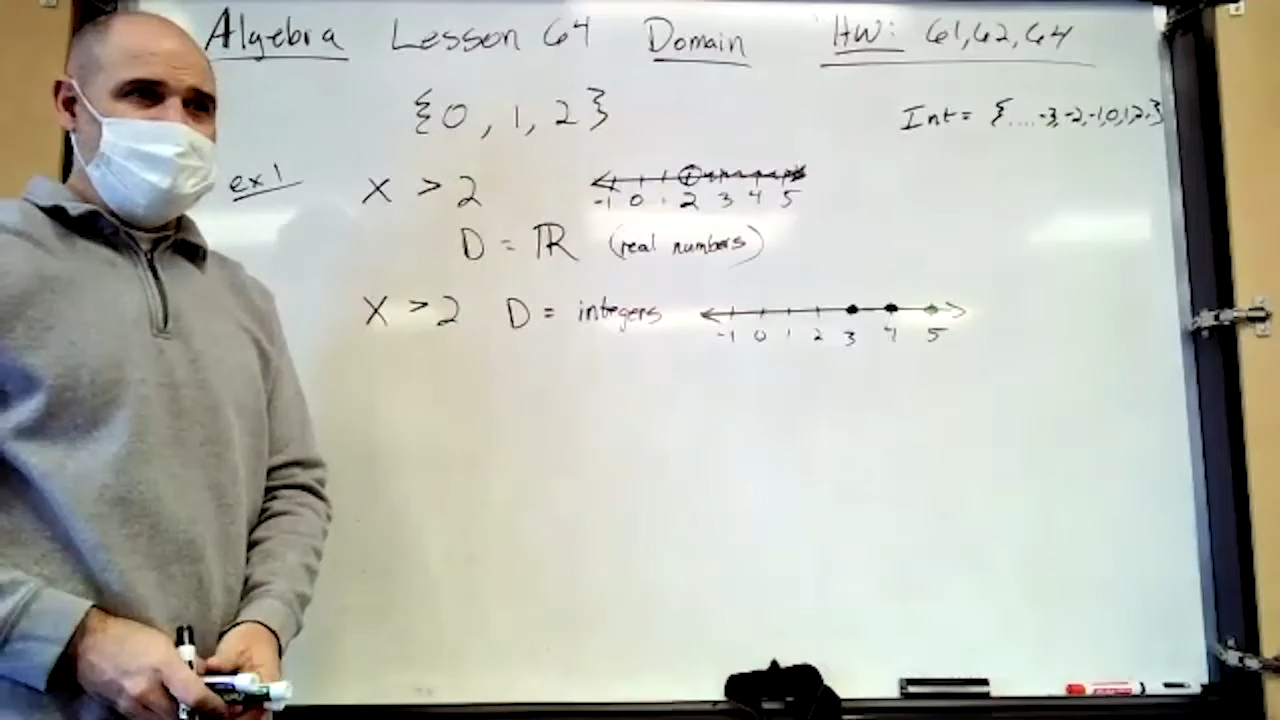 Algebra Lesson 64 Domain HW: 61,62,64
{0, 1, 2} Int = {....-3,-2,-1,0,1,2,.}
ex 1 X > 2
-1 0 1 2 3 4 5
D = ℝ (real numbers)
X > 2 D = integers
-1 0 1 2 3 4 5